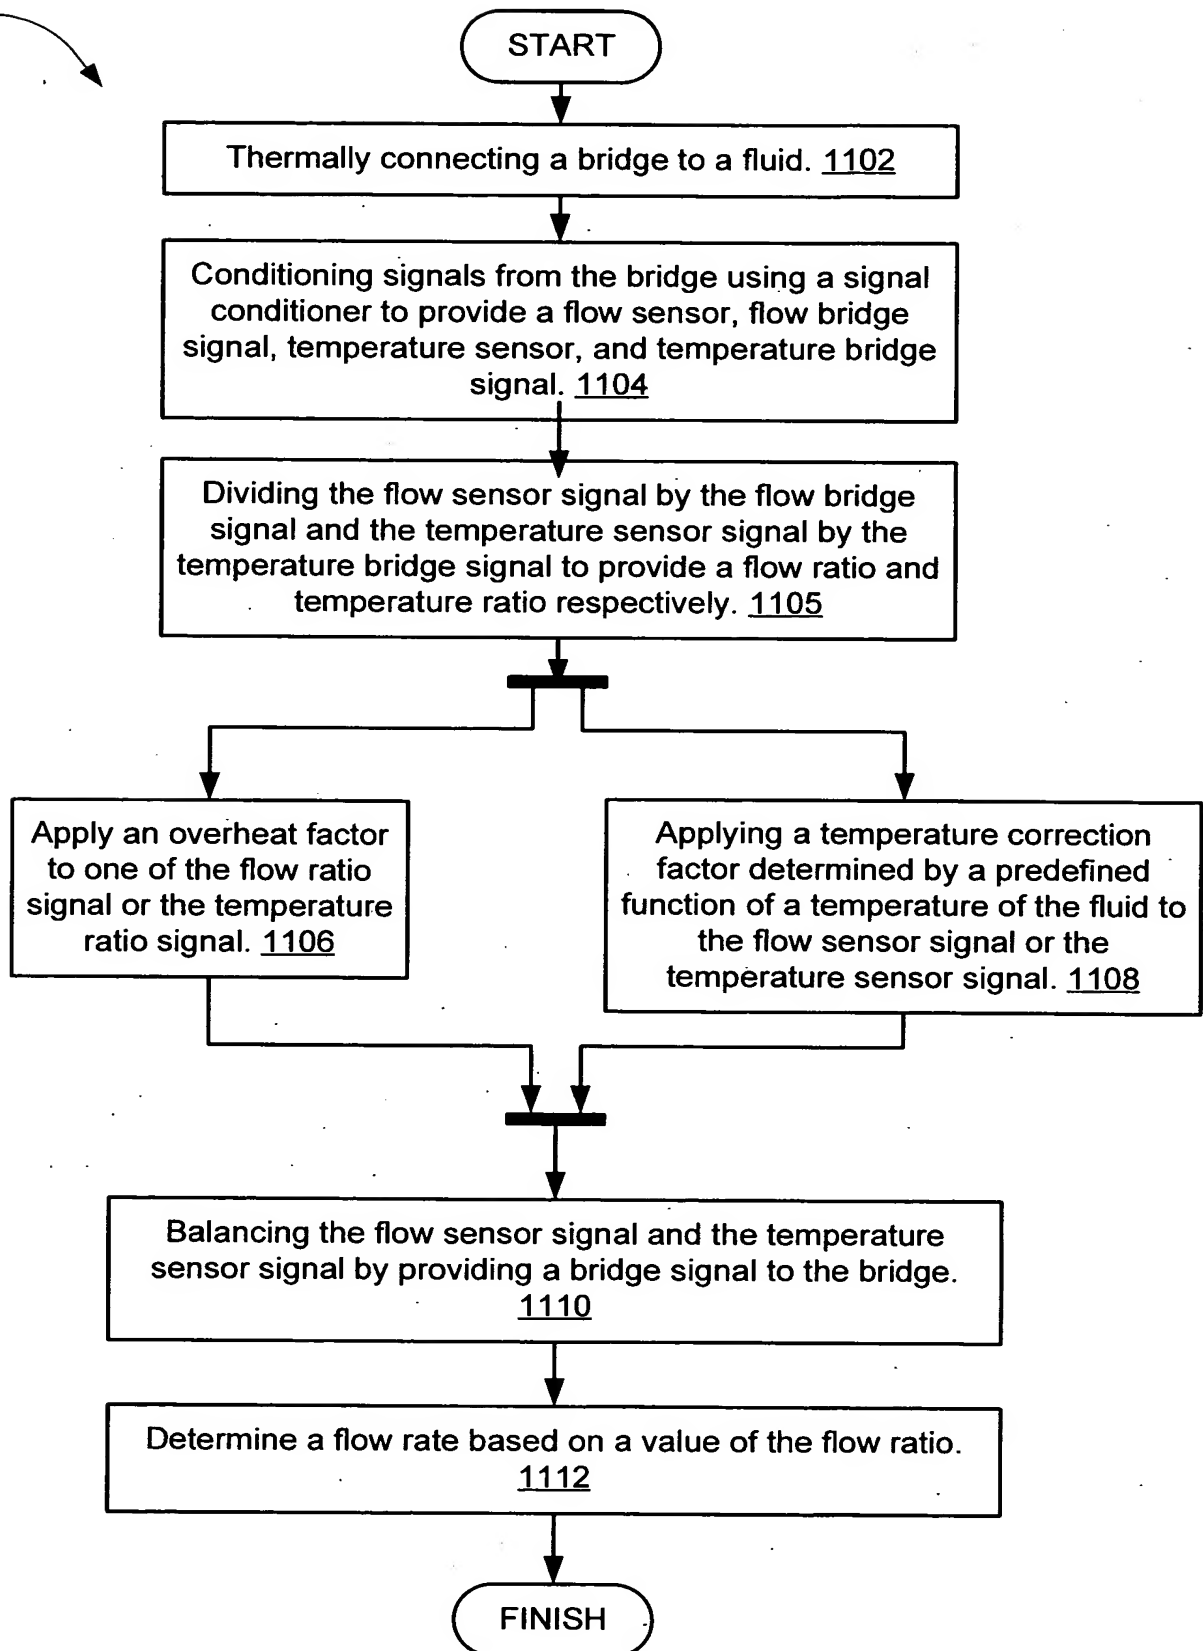 START
Thermally connecting a bridge to a fluid. 1102
Conditioning signals from the bridge using a signal
conditioner to provide a flow sensor, flow bridge
signal, temperature sensor, and temperature bridge
signal. 1104
Dividing the flow sensor signal by the flow bridge
signal and the temperature sensor signal by the
temperature bridge signal to provide a flow ratio and
temperature ratio respectively. 1105
Apply an overheat factor
to one of the flow ratio
signal or the temperature
ratio signal. 1106
Applying a temperature correction
factor determined by a predefined
function of a temperature of the fluid to
the flow sensor signal or the
temperature sensor signal. 1108
Balancing the flow sensor signal and the temperature
sensor signal by providing a bridge signal to the bridge.
1110
Determine a flow rate based on a value of the flow ratio.
1112
FINISH